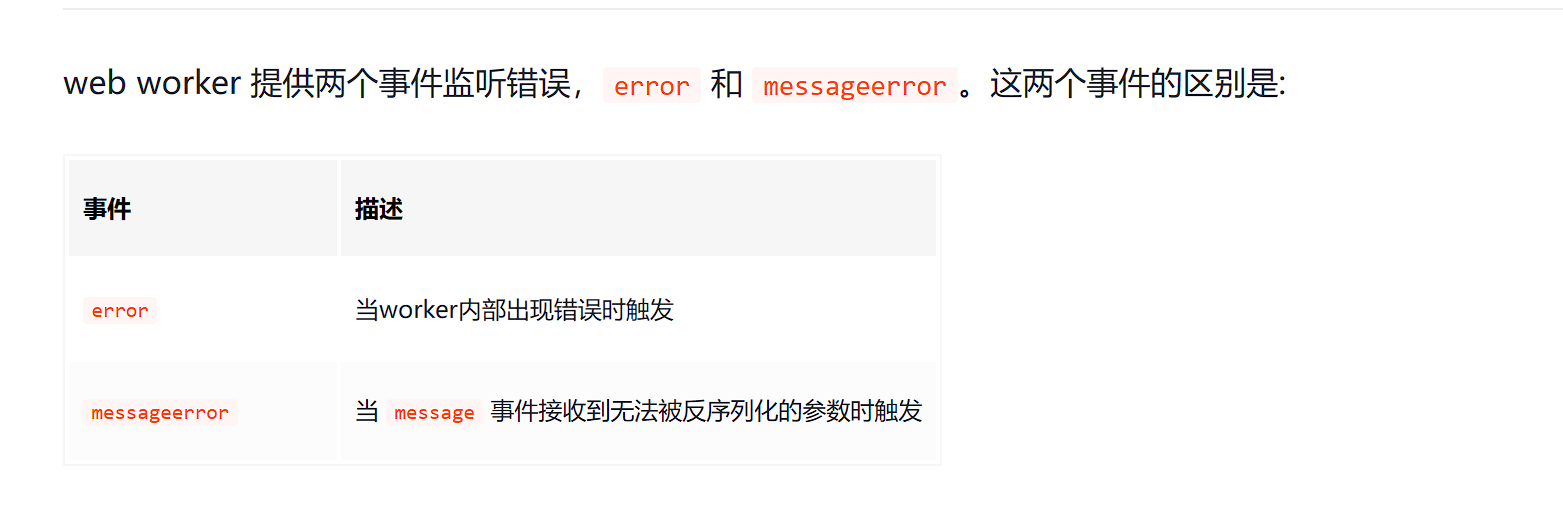 web worker 提供两个事件监听错误，error 和 messageerror 。这两个事件的区别是:
事件 描述
error 当worker内部出现错误时触发
messageerror 当 message 事件接收到无法被反序列化的参数时触发